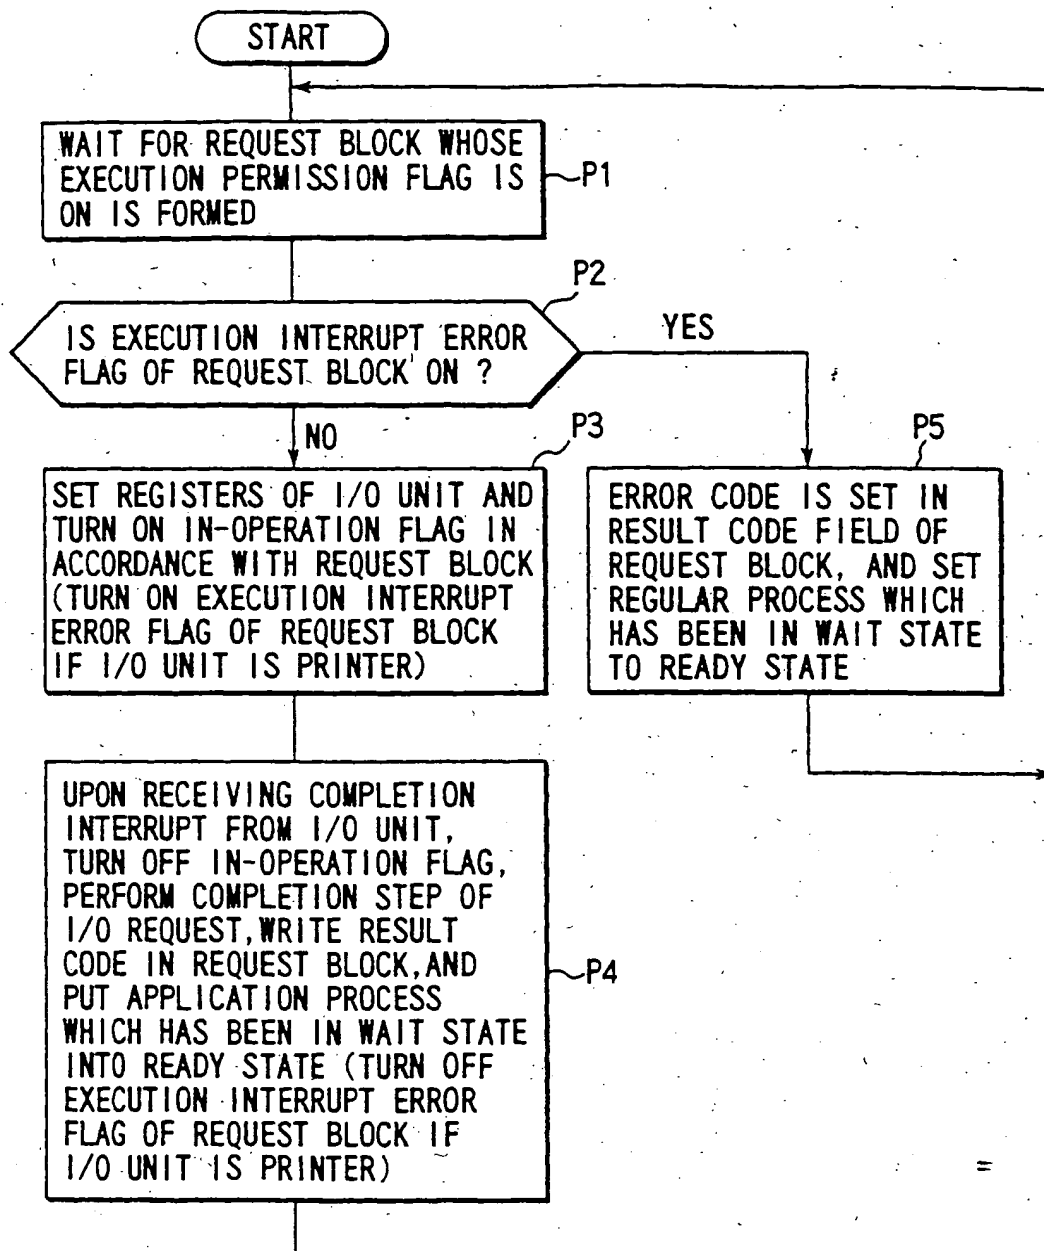 START
WAIT FOR REQUEST BLOCK WHOSE
EXECUTION PERMISSION FLAG IS
ON IS FORMED
P1
P2
IS EXECUTION INTERRUPT ERROR
FLAG OF REQUEST BLOCK ON ?
YES
NO
P3
SET REGISTERS OF I/O UNIT AND
TURN ON IN-OPERATION FLAG IN
ACCORDANCE WITH REQUEST BLOCK
(TURN ON EXECUTION INTERRUPT
ERROR FLAG OF REQUEST BLOCK
IF I/O UNIT IS PRINTER)
P5
ERROR CODE IS SET IN
RESULT CODE FIELD OF
REQUEST BLOCK, AND SET
REGULAR PROCESS WHICH
HAS BEEN IN WAIT STATE
TO READY STATE
UPON RECEIVING COMPLETION
INTERRUPT FROM I/O UNIT,
TURN OFF IN-OPERATION FLAG,
PERFORM COMPLETION STEP OF
I/O REQUEST, WRITE RESULT
CODE IN REQUEST BLOCK, AND
PUT APPLICATION PROCESS
WHICH HAS BEEN IN WAIT STATE
INTO READY STATE (TURN OFF
EXECUTION INTERRUPT ERROR
FLAG OF REQUEST BLOCK IF
I/O UNIT IS PRINTER)
P4